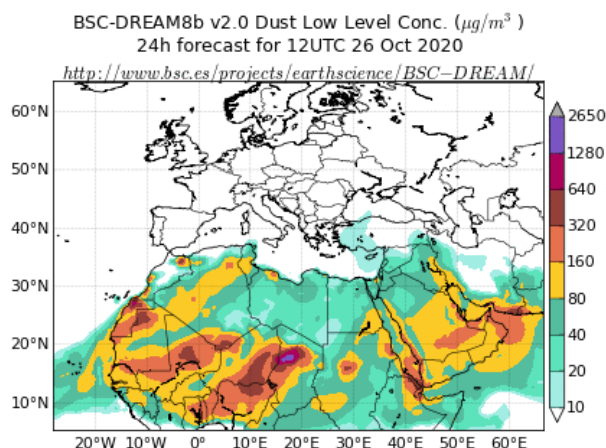 BSC-DREAM8b v2.0 Dust Low Level Conc. (μg/m³ )
24h forecast for 12UTC 26 Oct 2020
http://www.bsc.es/projects/earthscience/BSC−DREAM/
60°N
50°N
40°N
30°N
20°N
10°N
20°W 10°W 0° 10°E 20°E 30°E 40°E 50°E 60°E
2650
1280
640
320
160
80
40
20
10